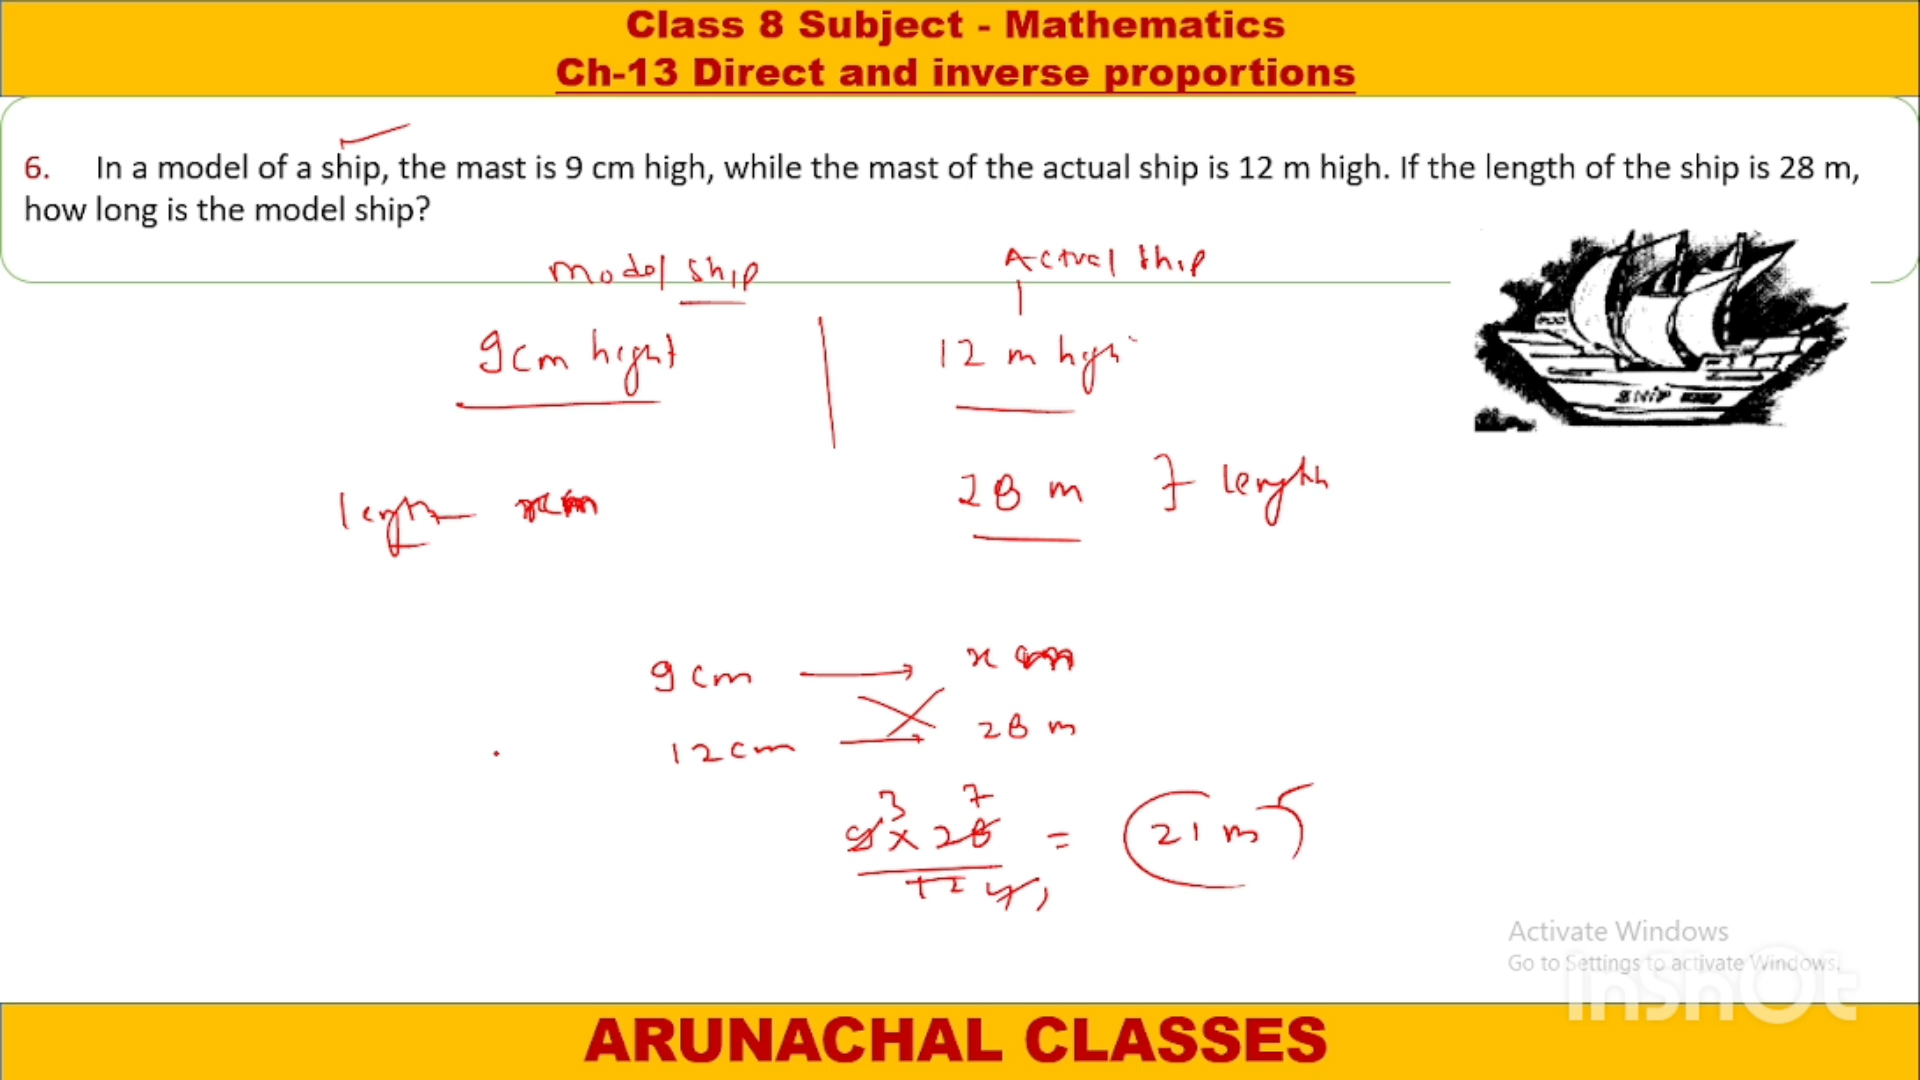 Class 8 Subject - Mathematics
Ch-13 Direct and inverse proportions
6. In a model of a ship, the mast is 9 cm high, while the mast of the actual ship is 12 m high. If the length of the ship is 28 m,
how long is the model ship?
model ship
Actual ship
9cm hight
12 m high
length
28 m } length
SHIP
9 cm → x
12 cm → 28 m
3 7
9 x 28 = 21 m
12 4
Activate Windows
Go to Settings to activate Windows.
InShOt
ARUNACHAL CLASSES